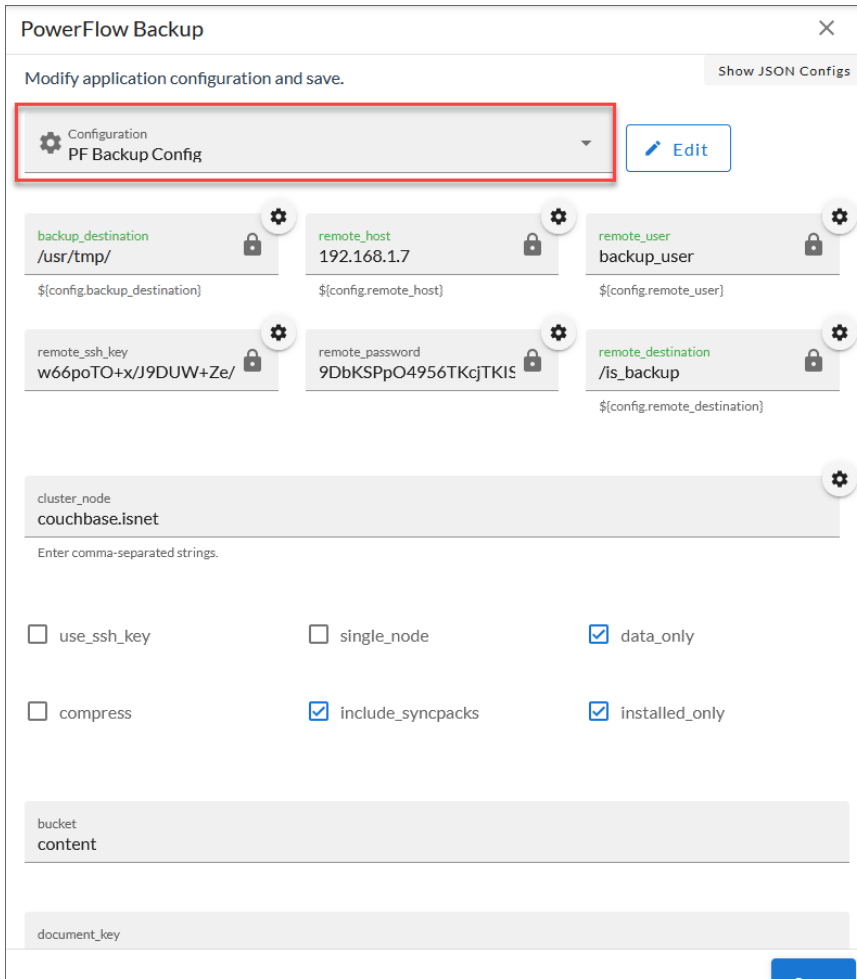 PowerFlow Backup
Modify application configuration and save.
Show JSON Configs
Configuration
PF Backup Config
Edit
backup_destination
/usr/tmp/
${config.backup_destination}
remote_host
192.168.1.7
${config.remote_host}
remote_user
backup_user
${config.remote_user}
remote_ssh_key
w66poTO+x/J9DUW+Ze/
remote_password
9DbKSPpO4956TKcjTKIS
remote_destination
/is_backup
${config.remote_destination}
cluster_node
couchbase.isnet
Enter comma-separated strings.
use_ssh_key
single_node
data_only
compress
include_syncpacks
installed_only
bucket
content
document_key